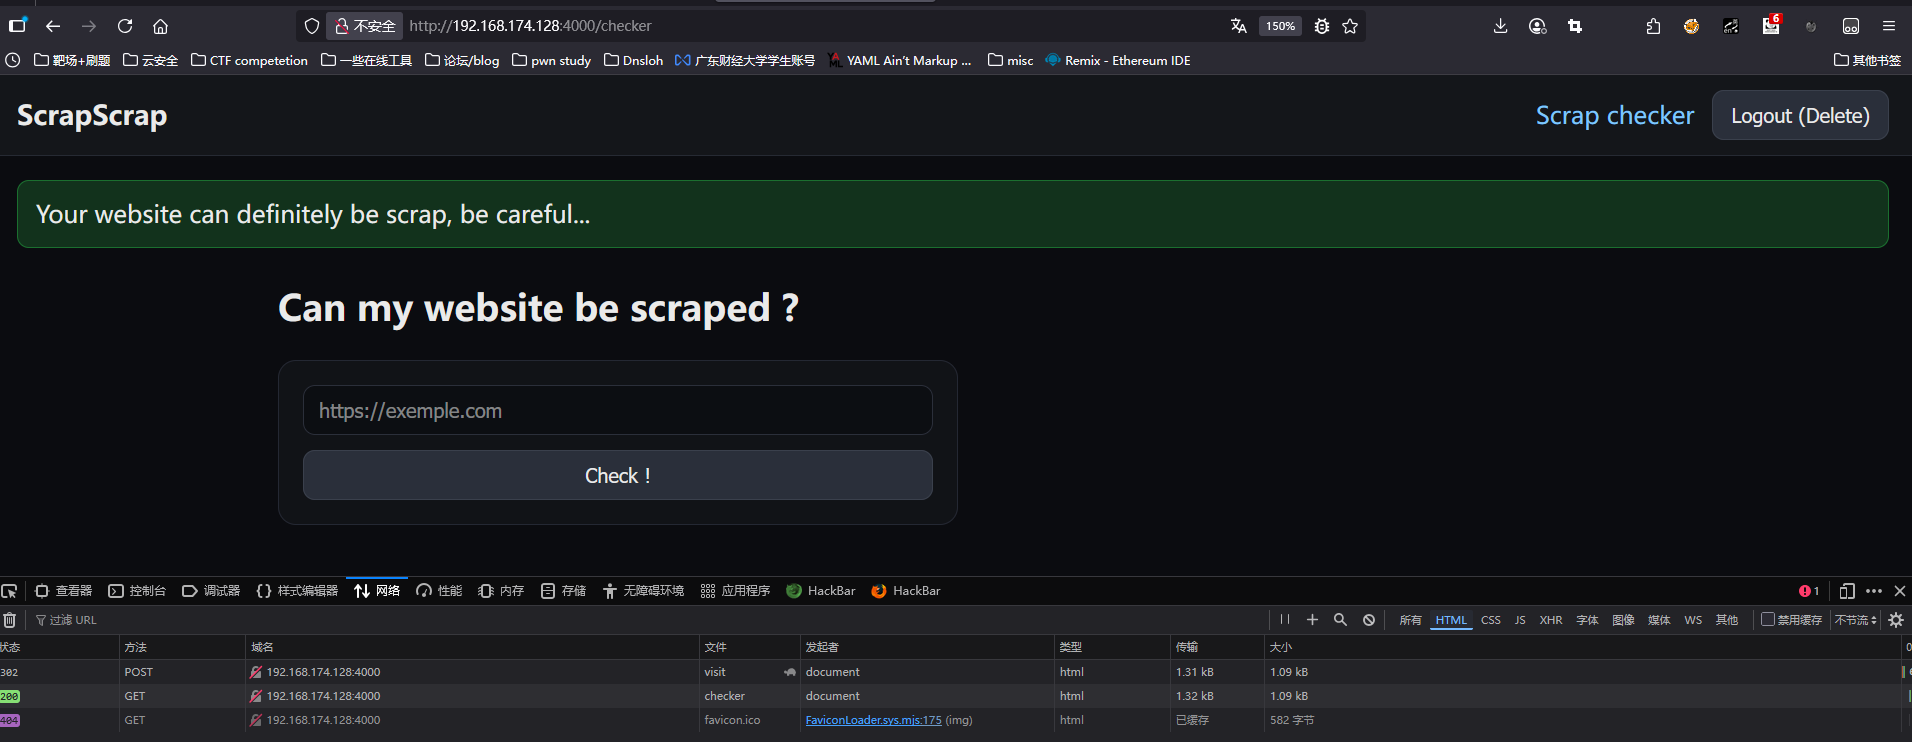 不安全 http://192.168.174.128:4000/checker 150% 6
靶场+刷题 云安全 CTF competetion 一些在线工具 论坛/blog pwn study Dnsloh 广东财经大学学生账号 YAML Ain't Markup ... misc Remix - Ethereum IDE 其他书签
ScrapScrap Scrap checker Logout (Delete)
Your website can definitely be scrap, be careful...
Can my website be scraped ?
https://exemple.com
Check !
查看器 控制台 调试器 样式编辑器 网络 性能 内存 存储 无障碍环境 应用程序 HackBar HackBar 1
过滤 URL 所有 HTML CSS JS XHR 字体 图像 媒体 WS 其他 禁用缓存 不节流
状态 方法 域名 文件 发起者 类型 传输 大小 0
302 POST 192.168.174.128:4000 visit document html 1.31 kB 1.09 kB
200 GET 192.168.174.128:4000 checker document html 1.32 kB 1.09 kB
404 GET 192.168.174.128:4000 favicon.ico FaviconLoader.sys.mjs:175 (img) html 已缓存 582 字节